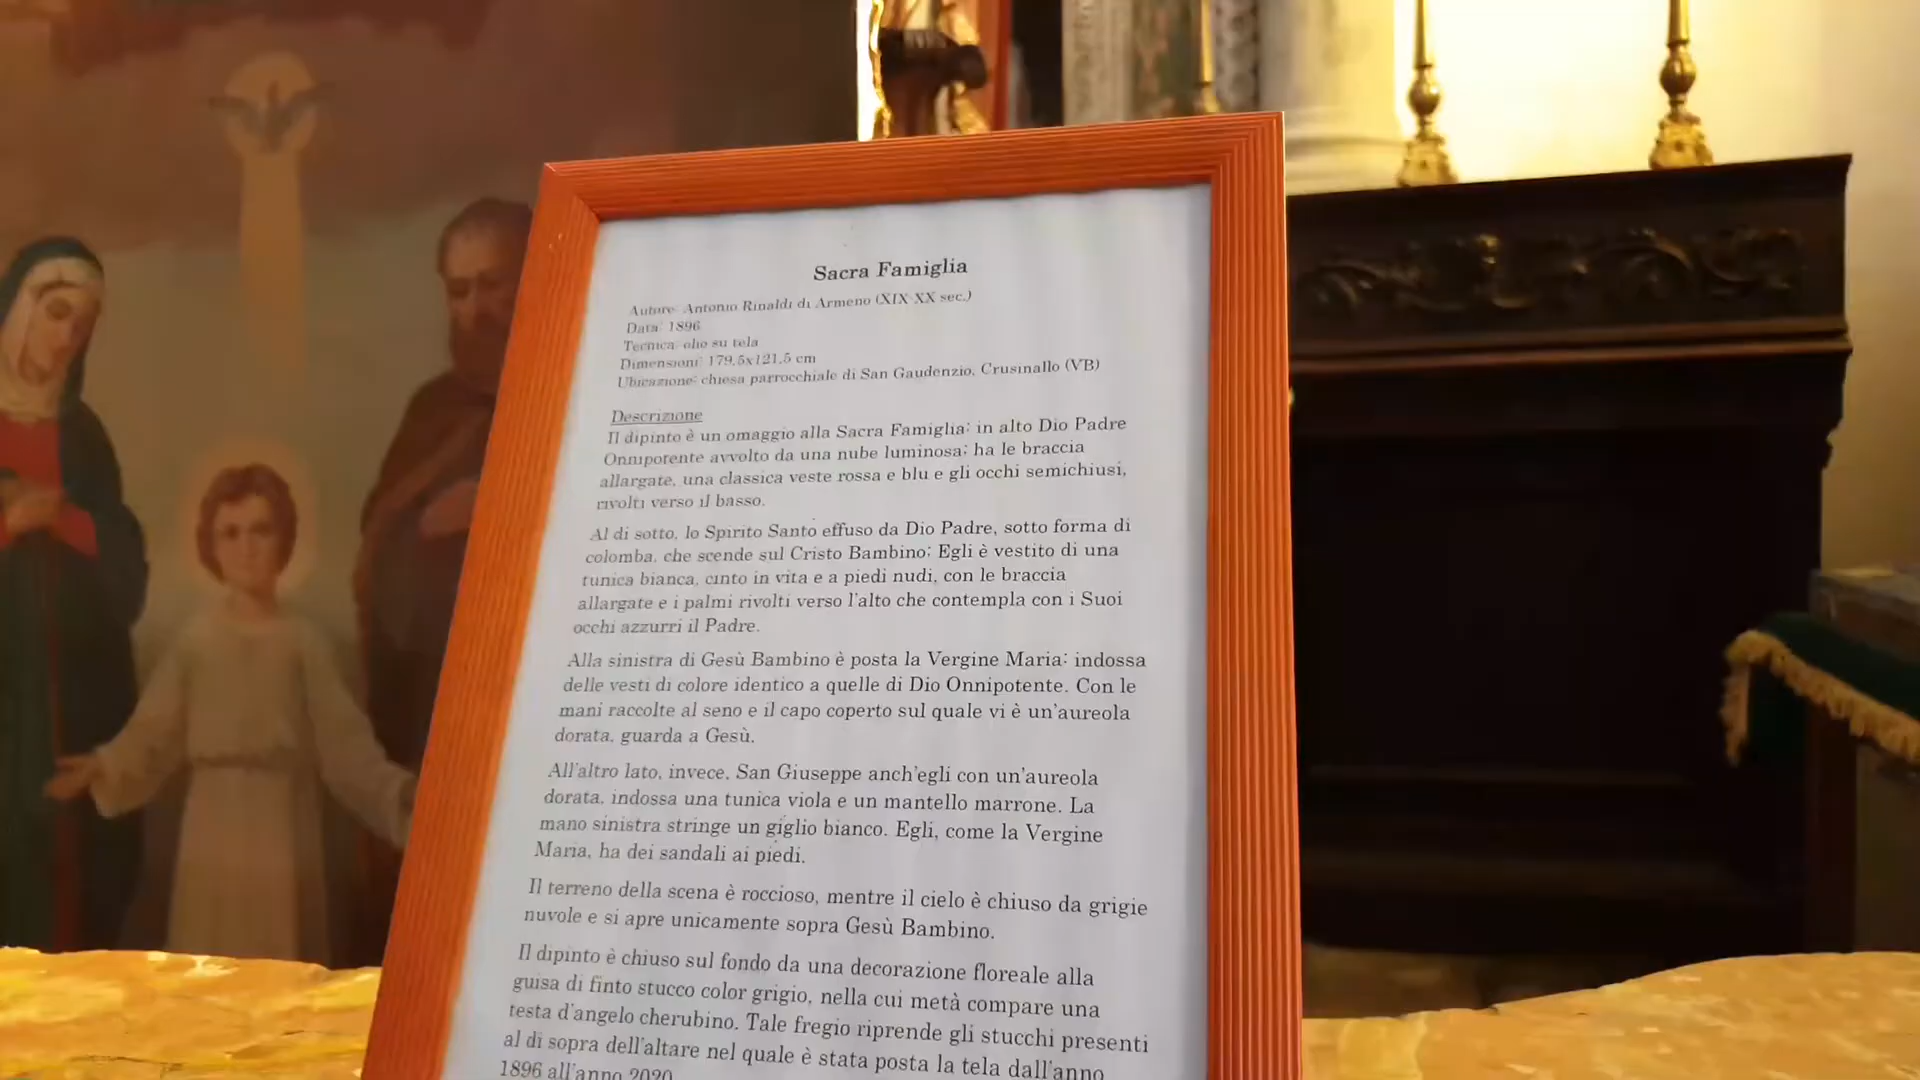 Sacra Famiglia
Autore: Antonio Rinaldi di Armeno (XIX-XX sec.)
Data: 1896
Tecnica: olio su tela
Dimensioni: 179,5x121,5 cm
Ubicazione: chiesa parrocchiale di San Gaudenzio, Crusinallo (VB)
Descrizione
Il dipinto è un omaggio alla Sacra Famiglia: in alto Dio Padre
Onnipotente avvolto da una nube luminosa; ha le braccia
allargate, una classica veste rossa e blu e gli occhi semichiusi,
rivolti verso il basso.
Al di sotto, lo Spirito Santo effuso da Dio Padre, sotto forma di
colomba, che scende sul Cristo Bambino; Egli è vestito di una
tunica bianca, cinto in vita e a piedi nudi, con le braccia
allargate e i palmi rivolti verso l'alto che contempla con i Suoi
occhi azzurri il Padre.
Alla sinistra di Gesù Bambino è posta la Vergine Maria: indossa
delle vesti di colore identico a quelle di Dio Onnipotente. Con le
mani raccolte al seno e il capo coperto sul quale vi è un'aureola
dorata, guarda a Gesù.
All'altro lato, invece, San Giuseppe anch'egli con un'aureola
dorata, indossa una tunica viola e un mantello marrone. La
mano sinistra stringe un giglio bianco. Egli, come la Vergine
Maria, ha dei sandali ai piedi.
Il terreno della scena è roccioso, mentre il cielo è chiuso da grigie
nuvole e si apre unicamente sopra Gesù Bambino.
Il dipinto è chiuso sul fondo da una decorazione floreale alla
guisa di finto stucco color grigio, nella cui metà compare una
testa d'angelo cherubino. Tale fregio riprende gli stucchi presenti
al di sopra dell'altare nel quale è stata posta la tela dall'anno
1896 all'anno 2020